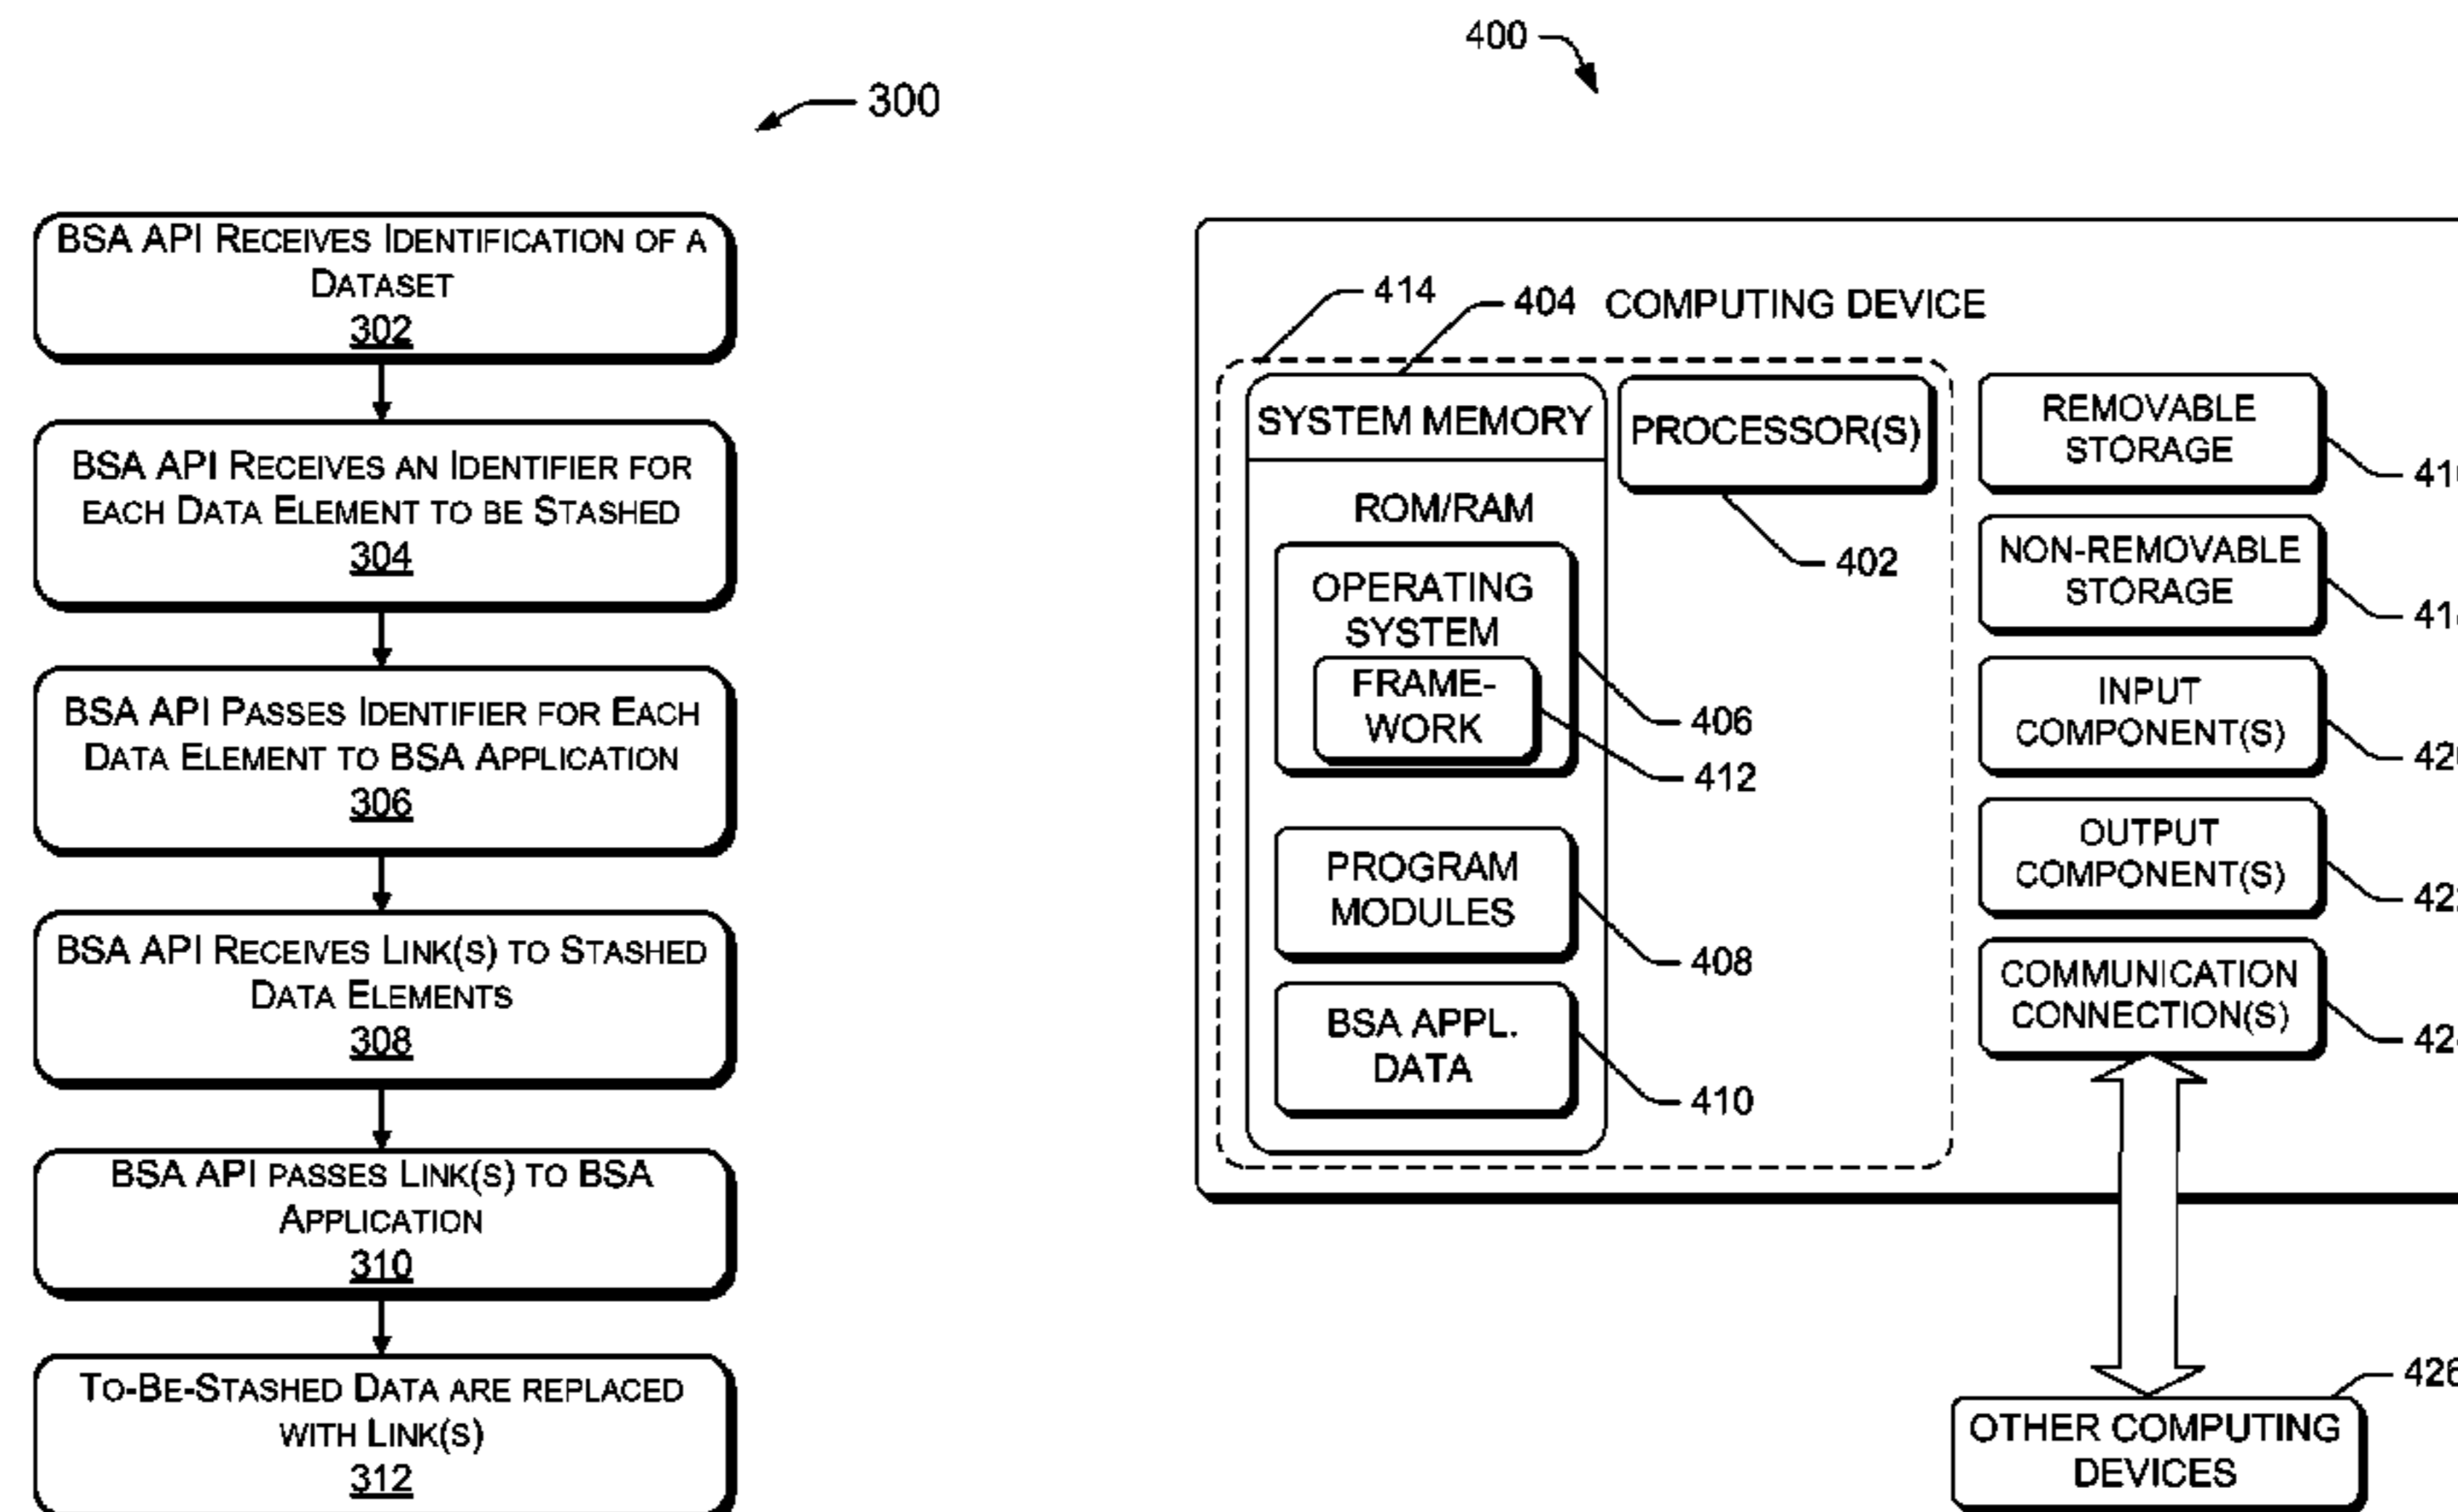 300
BSA API RECEIVES IDENTIFICATION OF A
DATASET
302
BSA API RECEIVES AN IDENTIFIER FOR
EACH DATA ELEMENT TO BE STASHED
304
BSA API PASSES IDENTIFIER FOR EACH
DATA ELEMENT TO BSA APPLICATION
306
BSA API RECEIVES LINK(S) TO STASHED
DATA ELEMENTS
308
BSA API PASSES LINK(S) TO BSA
APPLICATION
310
TO-BE-STASHED DATA ARE REPLACED
WITH LINK(S)
312
400
414
404
COMPUTING DEVICE
SYSTEM MEMORY
ROM/RAM
OPERATING
SYSTEM
FRAME-
WORK
406
412
PROGRAM
MODULES
408
BSA APPL.
DATA
410
PROCESSOR(S)
402
REMOVABLE
STORAGE
NON-REMOVABLE
STORAGE
INPUT
COMPONENT(S)
OUTPUT
COMPONENT(S)
COMMUNICATION
CONNECTION(S)
426
OTHER COMPUTING
DEVICES